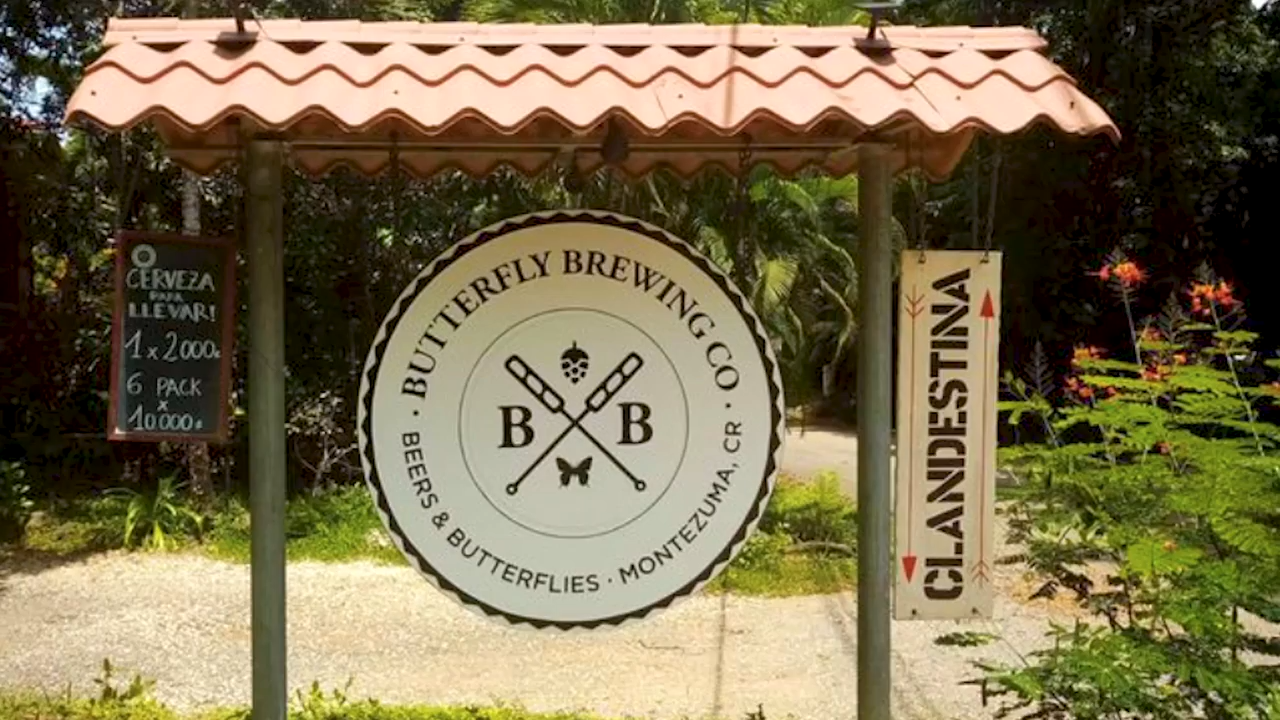 CERVEZA
PARA
LLEVAR!
1 x 2000¢
6 PACK
x
10 000¢
· BUTTERFLY BREWING CO ·
B B
BEERS & BUTTERFLIES · MONTEZUMA, CR
CLANDESTINA